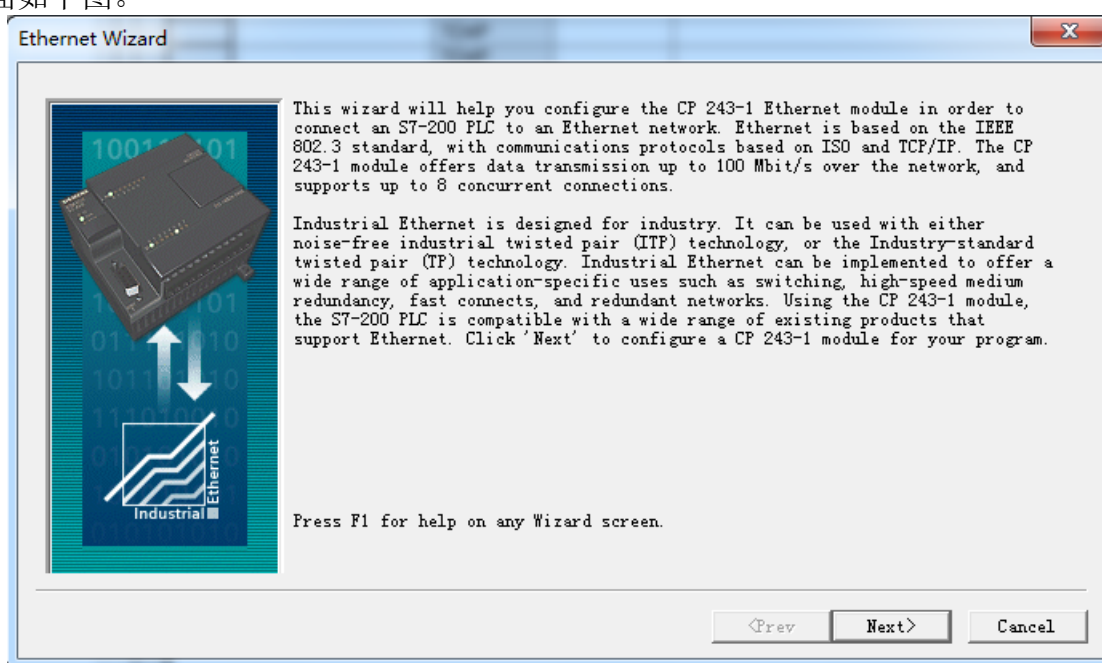 面如下图。
Ethernet Wizard
This wizard will help you configure the CP 243-1 Ethernet module in order to
connect an S7-200 PLC to an Ethernet network. Ethernet is based on the IEEE
802.3 standard, with communications protocols based on ISO and TCP/IP. The CP
243-1 module offers data transmission up to 100 Mbit/s over the network, and
supports up to 8 concurrent connections.
Industrial Ethernet is designed for industry. It can be used with either
noise-free industrial twisted pair (ITP) technology, or the Industry-standard
twisted pair (TP) technology. Industrial Ethernet can be implemented to offer a
wide range of application-specific uses such as switching, high-speed medium
redundancy, fast connects, and redundant networks. Using the CP 243-1 module,
the S7-200 PLC is compatible with a wide range of existing products that
support Ethernet. Click 'Next' to configure a CP 243-1 module for your program.
Industrial
Ethernet
Press F1 for help on any Wizard screen.
<Prev
Next>
Cancel